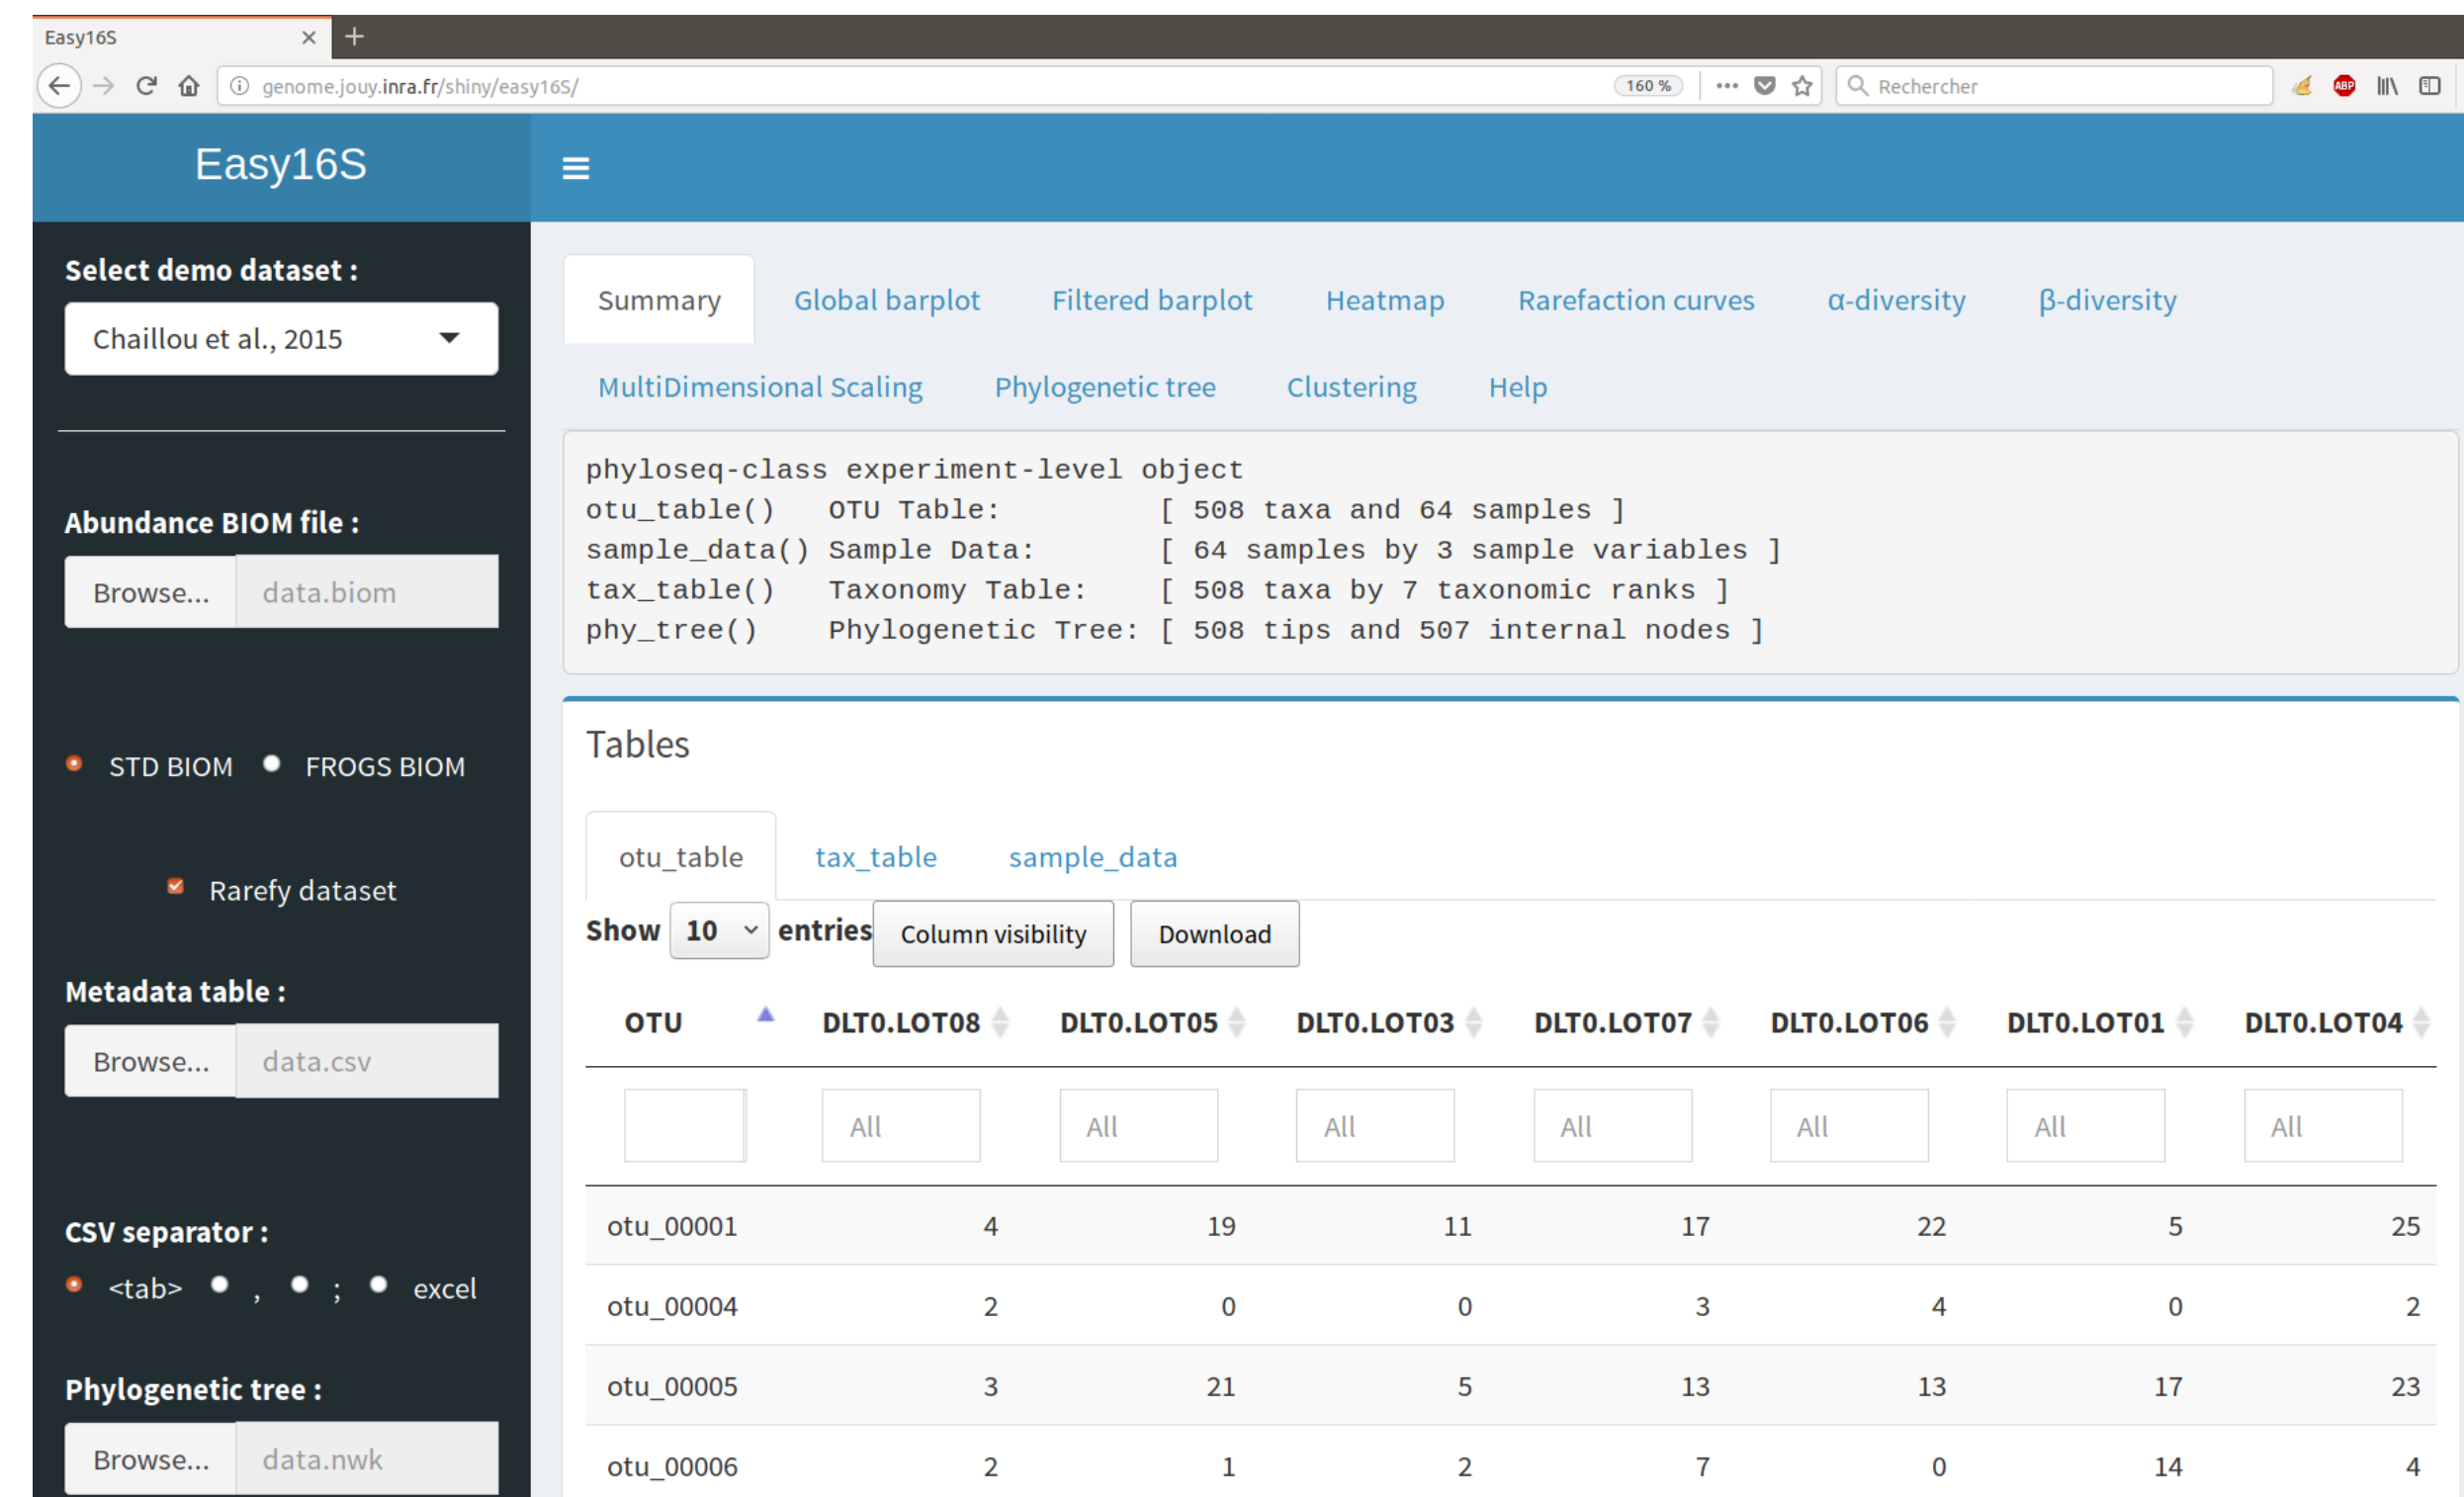 Easy16S × +
genome.jouy.inra.fr/shiny/easy16S/ 160 % ••• Rechercher ABP
Easy16S
Select demo dataset :
Chaillou et al., 2015
Abundance BIOM file :
Browse... data.biom
STD BIOM FROGS BIOM
Rarefy dataset
Metadata table :
Browse... data.csv
CSV separator :
<tab> , ; excel
Phylogenetic tree :
Browse... data.nwk
Summary Global barplot Filtered barplot Heatmap Rarefaction curves α-diversity β-diversity
MultiDimensional Scaling Phylogenetic tree Clustering Help
phyloseq-class experiment-level object
otu_table() OTU Table: [ 508 taxa and 64 samples ]
sample_data() Sample Data: [ 64 samples by 3 sample variables ]
tax_table() Taxonomy Table: [ 508 taxa by 7 taxonomic ranks ]
phy_tree() Phylogenetic Tree: [ 508 tips and 507 internal nodes ]
Tables
otu_table tax_table sample_data
Show 10 entries Column visibility Download
OTU DLT0.LOT08 DLT0.LOT05 DLT0.LOT03 DLT0.LOT07 DLT0.LOT06 DLT0.LOT01 DLT0.LOT04
All All All All All All All
otu_00001 4 19 11 17 22 5 25
otu_00004 2 0 0 3 4 0 2
otu_00005 3 21 5 13 13 17 23
otu_00006 2 1 2 7 0 14 4